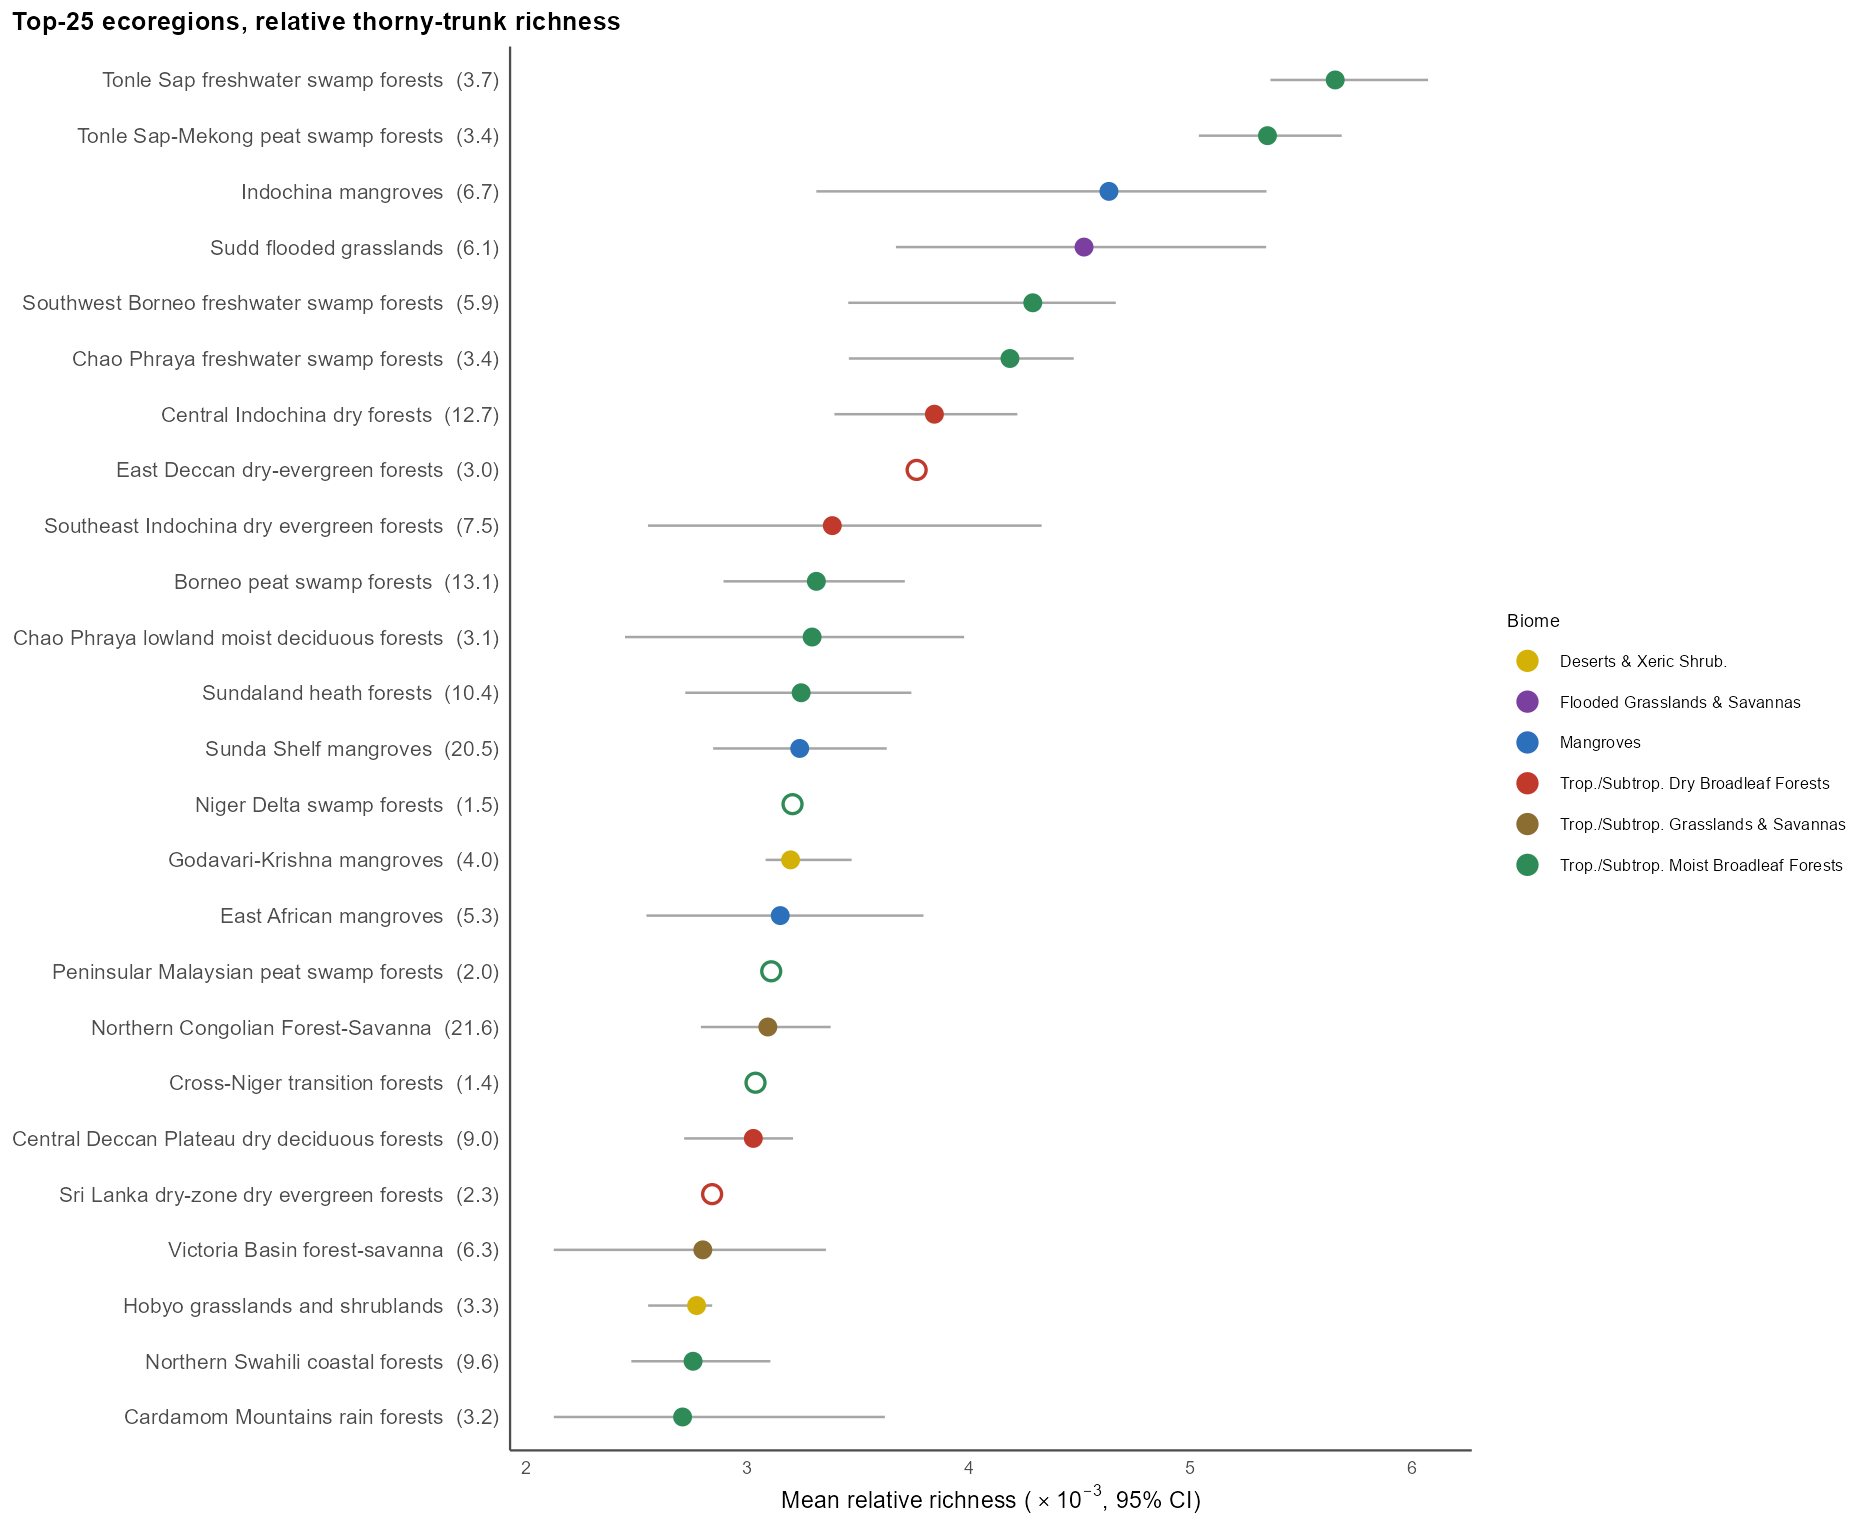 Top-25 ecoregions, relative thorny-trunk richness
Tonle Sap freshwater swamp forests (3.7)
Tonle Sap-Mekong peat swamp forests (3.4)
Indochina mangroves (6.7)
Sudd flooded grasslands (6.1)
Southwest Borneo freshwater swamp forests (5.9)
Chao Phraya freshwater swamp forests (3.4)
Central Indochina dry forests (12.7)
East Deccan dry-evergreen forests (3.0)
Southeast Indochina dry evergreen forests (7.5)
Borneo peat swamp forests (13.1)
Chao Phraya lowland moist deciduous forests (3.1)
Sundaland heath forests (10.4)
Sunda Shelf mangroves (20.5)
Niger Delta swamp forests (1.5)
Godavari-Krishna mangroves (4.0)
East African mangroves (5.3)
Peninsular Malaysian peat swamp forests (2.0)
Northern Congolian Forest-Savanna (21.6)
Cross-Niger transition forests (1.4)
Central Deccan Plateau dry deciduous forests (9.0)
Sri Lanka dry-zone dry evergreen forests (2.3)
Victoria Basin forest-savanna (6.3)
Hobyo grasslands and shrublands (3.3)
Northern Swahili coastal forests (9.6)
Cardamom Mountains rain forests (3.2)
2 3 4 5 6
Mean relative richness ( × 10⁻³, 95% CI)
Biome
Deserts & Xeric Shrub.
Flooded Grasslands & Savannas
Mangroves
Trop./Subtrop. Dry Broadleaf Forests
Trop./Subtrop. Grasslands & Savannas
Trop./Subtrop. Moist Broadleaf Forests